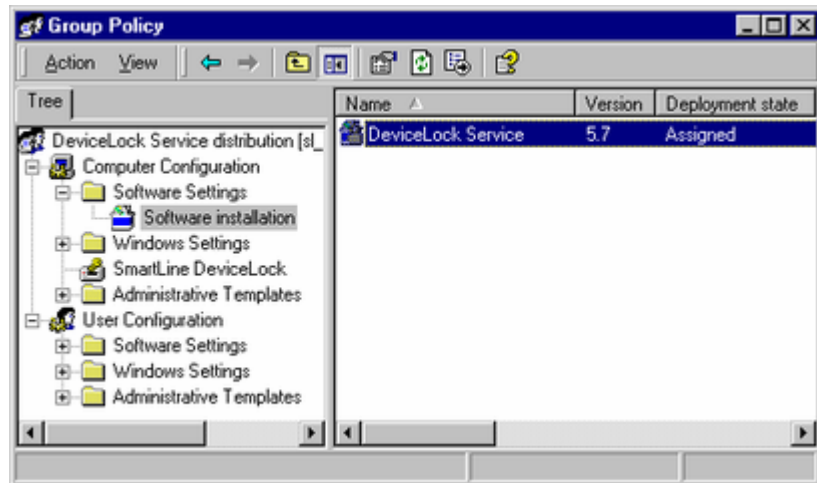 Group Policy
Action View
Tree
DeviceLock Service distribution [sl_
Computer Configuration
Software Settings
Software installation
Windows Settings
SmartLine DeviceLock
Administrative Templates
User Configuration
Software Settings
Windows Settings
Administrative Templates
Name Version Deployment state
DeviceLock Service 5.7 Assigned